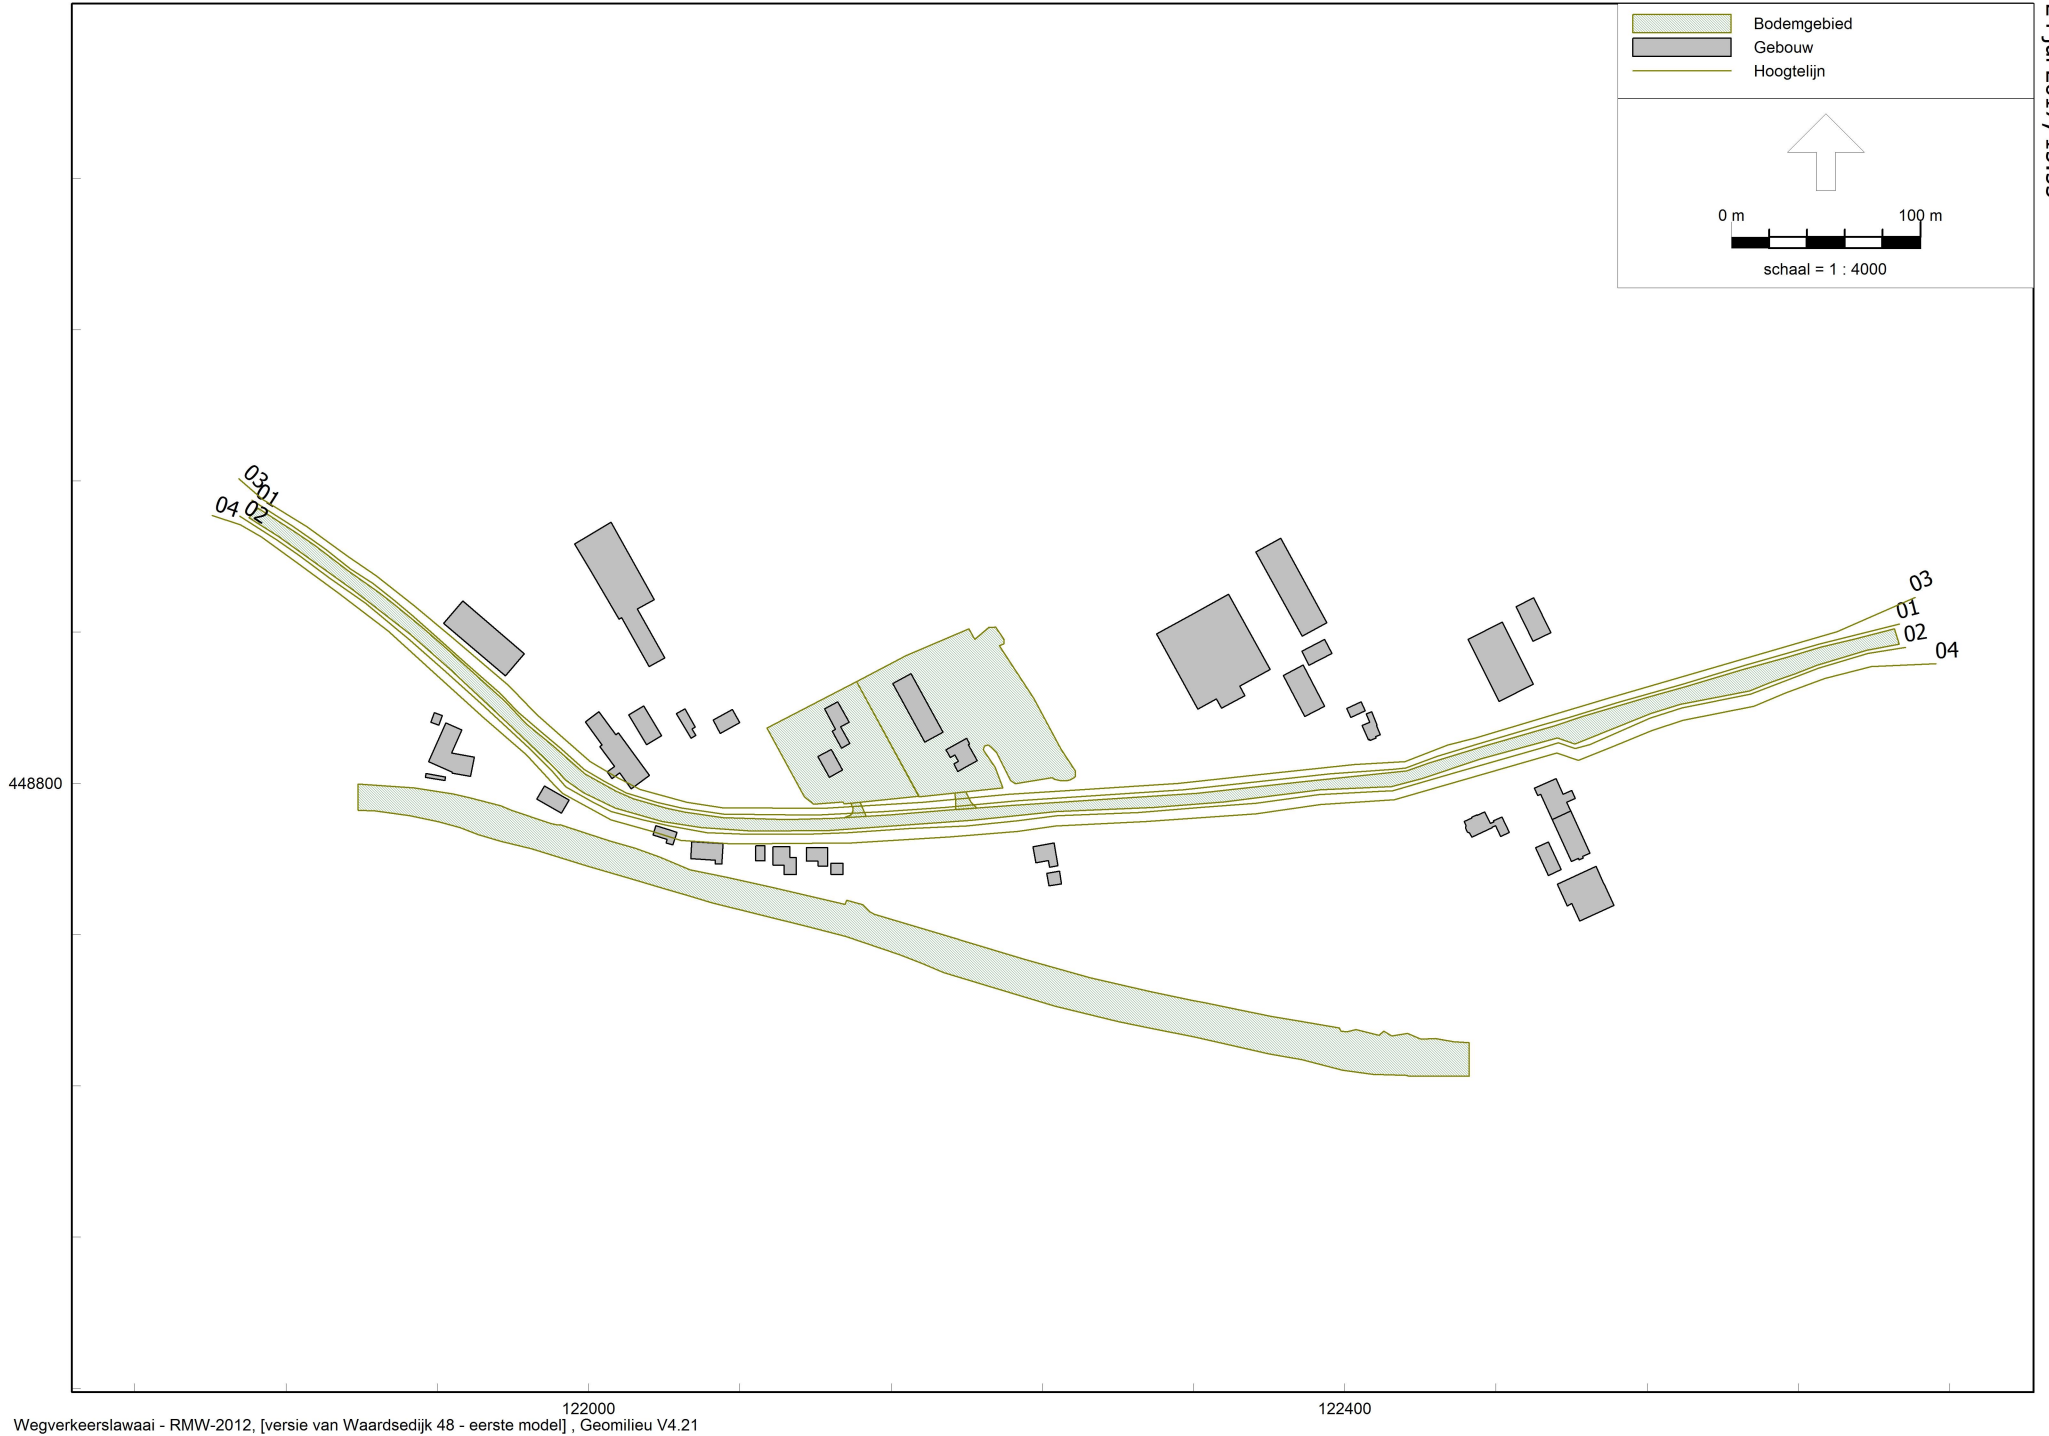 Bodemgebied
Gebouw
Hoogtelijn
0 m 100 m
schaal = 1 : 4000
03
01
04 02
03
01
02
04
448800
122000 122400
Wegverkeerslawaai - RMW-2012, [versie van Waardsedijk 48 - eerste model] , Geomilieu V4.21